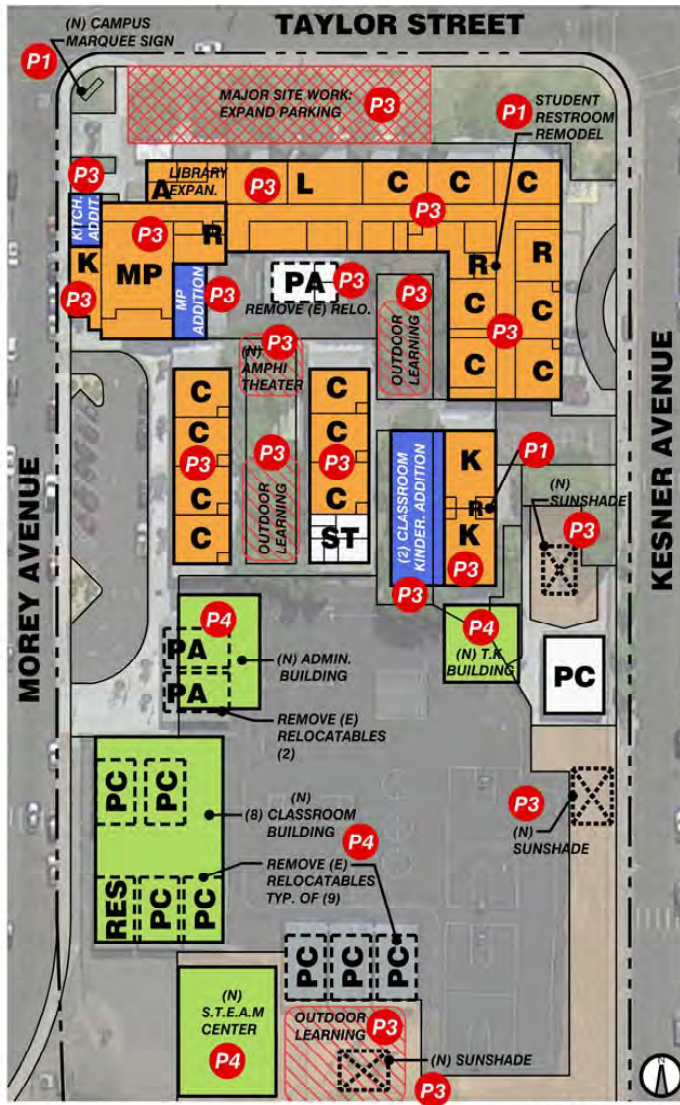 TAYLOR STREET
(N) CAMPUS
MARQUEE SIGN
P1
MAJOR SITE WORK:
EXPAND PARKING
P3
P1
STUDENT
RESTROOM
REMODEL
P3
KITCH.
ADDIT.
LIBRARY
EXPAN.
A
P3
L
C
C
C
P3
P3
R
K
MP
P3
MP
ADDITION
P3
PA
P3
REMOVE (E) RELO.
P3
OUTDOOR
LEARNING
R
R
C
C
P3
C
C
P3
(N)
AMPHI
THEATER
C
C
P3
C
C
P3
OUTDOOR
LEARNING
C
C
P3
C
ST
(2) CLASSROOM
KINDER. ADDITION
P3
K
R
K
P3
P1
(N)
SUNSHADE
P3
MOREY AVENUE
KESNER AVENUE
P4
PA
PA
(N) ADMIN.
BUILDING
REMOVE (E)
RELOCATABLES
(2)
P4
(N) T.K
BUILDING
PC
PC
PC
(N)
(8) CLASSROOM
BUILDING
P4
REMOVE (E)
RELOCATABLES
TYP. OF (9)
RES
PC
PC
P3
(N)
SUNSHADE
PC
PC
PC
(N)
S.T.E.A.M
CENTER
P4
OUTDOOR
LEARNING
P3
(N) SUNSHADE
P3
N